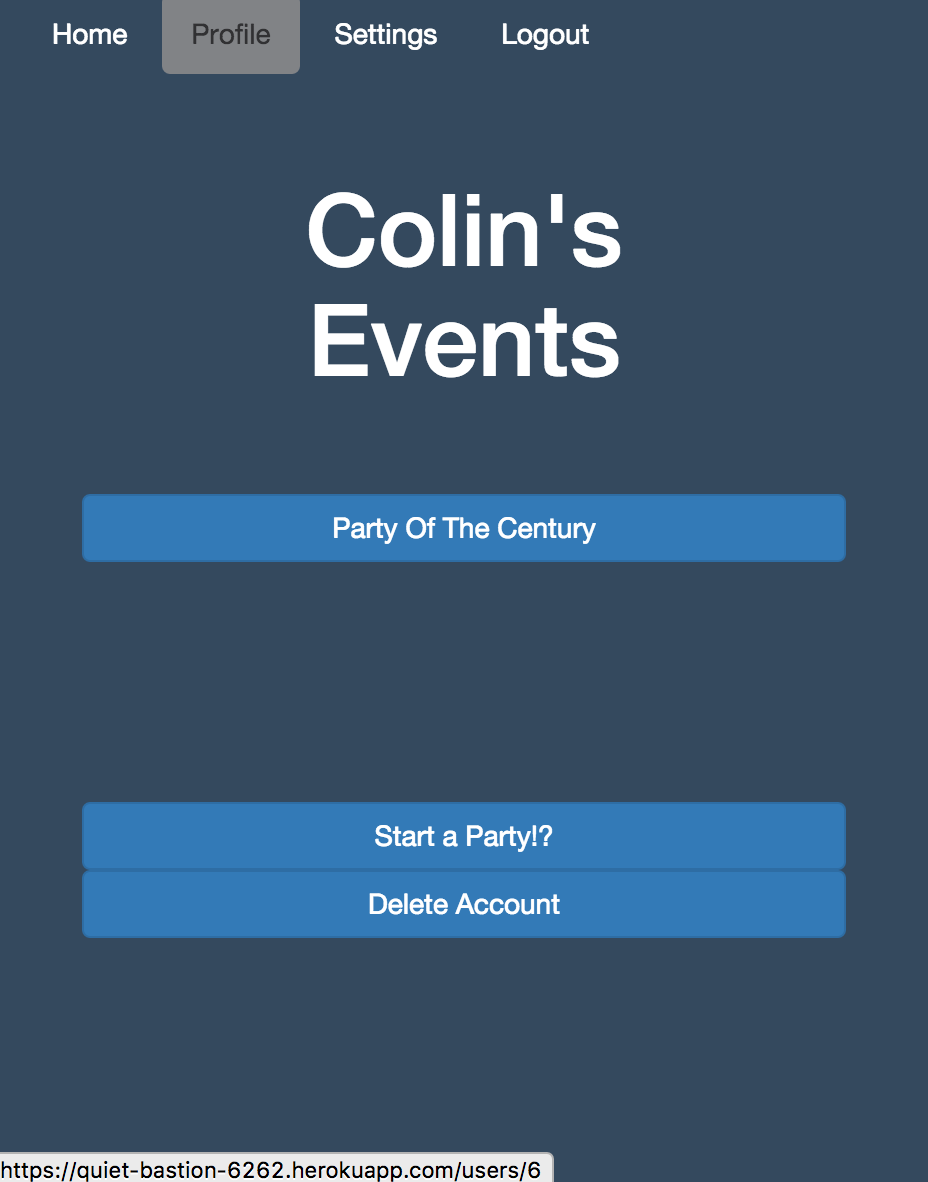 Home Profile Settings Logout
Colin's
Events
Party Of The Century
Start a Party!?
Delete Account
https://quiet-bastion-6262.herokuapp.com/users/6